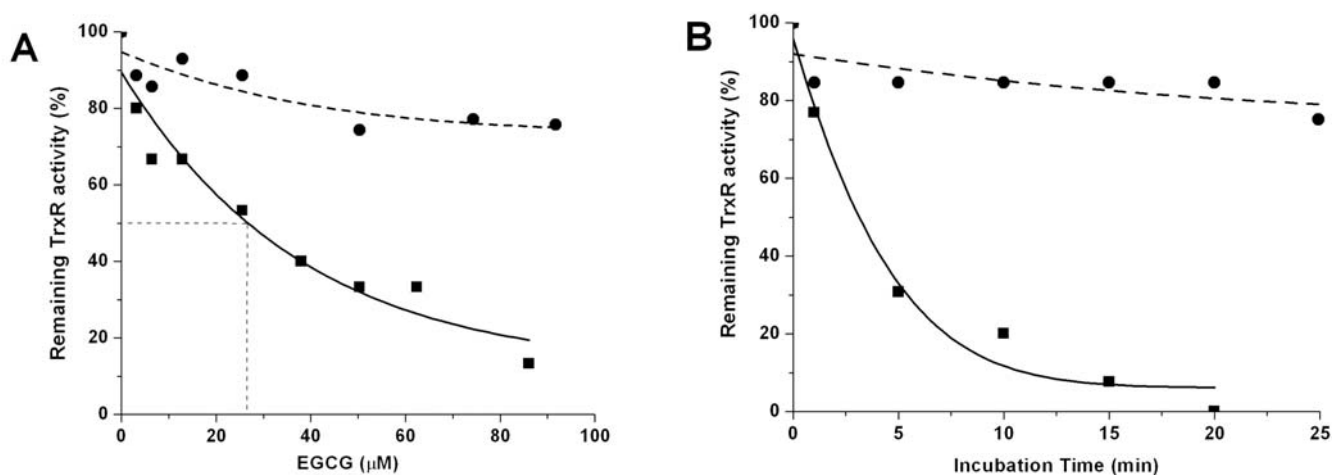 A
Remaining TrxR activity (%)
100
80
60
40
20
0
0 20 40 60 80 100
EGCG (μM)
B
Remaining TrxR activity (%)
100
80
60
40
20
0
0 5 10 15 20 25
Incubation Time (min)